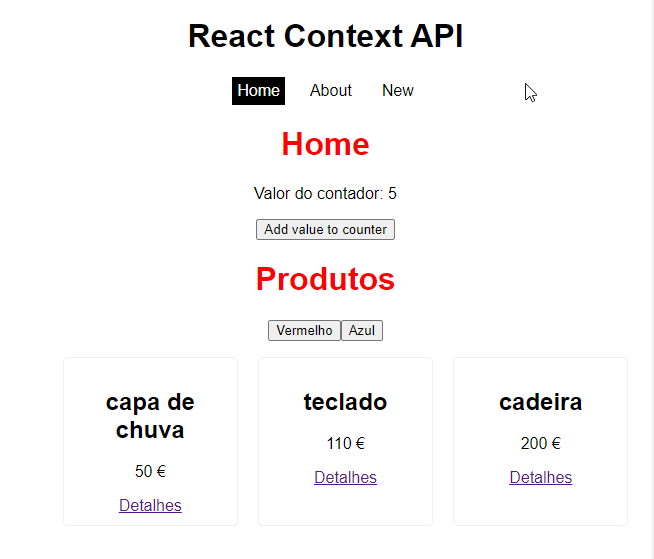 React Context API
Home About New
Home
Valor do contador: 5
Add value to counter
Produtos
Vermelho Azul
capa de
chuva
50 €
Detalhes
teclado
110 €
Detalhes
cadeira
200 €
Detalhes